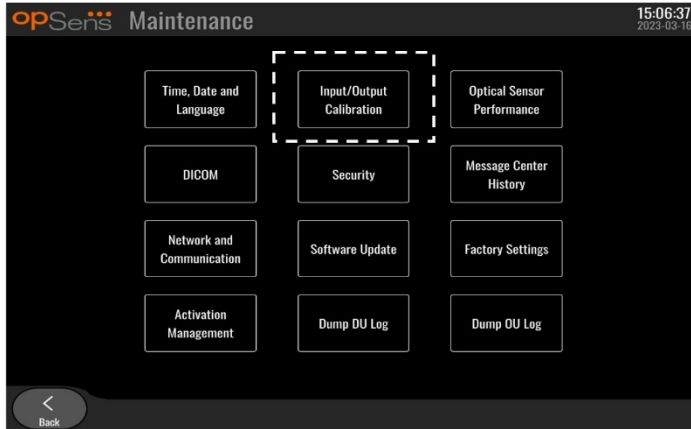 opSens Maintenance
15:06:37
2023-03-16
Time, Date and
Language
Input/Output
Calibration
Optical Sensor
Performance
DICOM
Security
Message Center
History
Network and
Communication
Software Update
Factory Settings
Activation
Management
Dump DU Log
Dump OU Log
<
Back